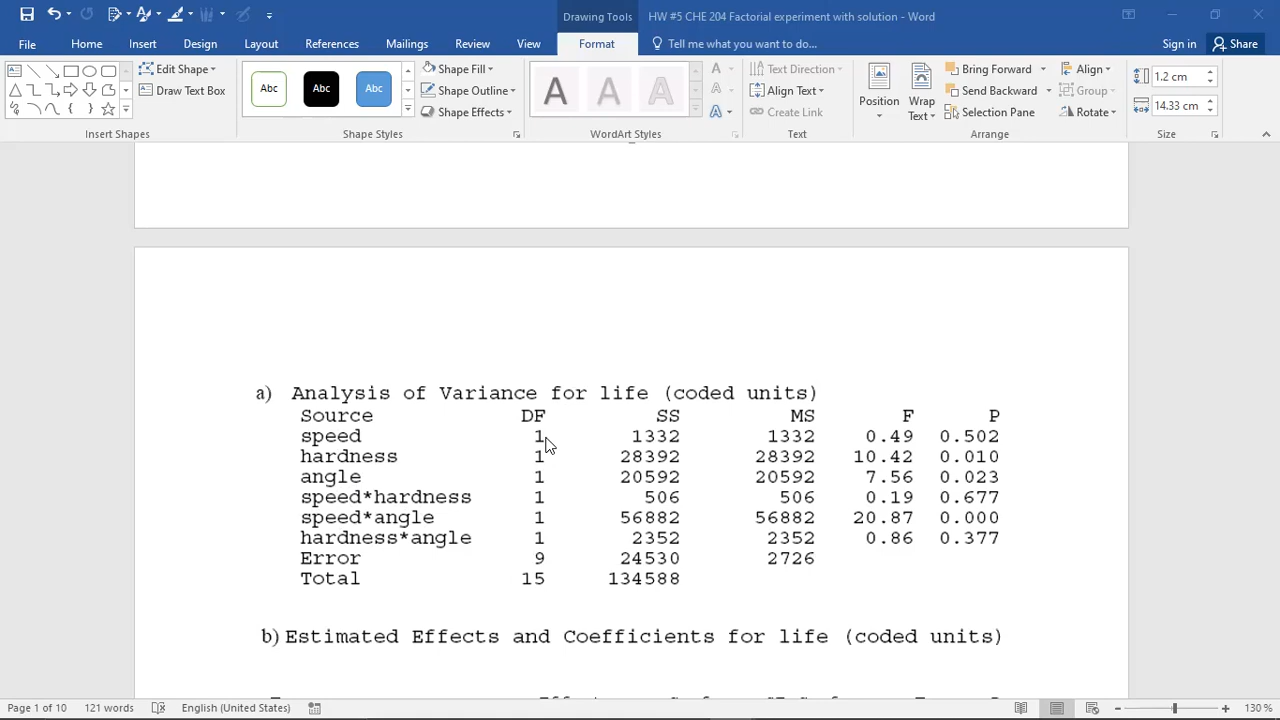 Drawing Tools
HW #5 CHE 204 Factorial experiment with solution - Word
File Home Insert Design Layout References Mailings Review View Format Tell me what you want to do... Sign in Share
Edit Shape
Draw Text Box
Insert Shapes
Abc Abc Abc
Shape Fill
Shape Outline
Shape Effects
Shape Styles
A A A
WordArt Styles
Text Direction
Align Text
Create Link
Text
Position
Wrap Text
Bring Forward
Send Backward
Selection Pane
Align
Group
Rotate
Arrange
1.2 cm
14.33 cm
Size
a) Analysis of Variance for life (coded units)
Source DF SS MS F P
speed 1 1332 1332 0.49 0.502
hardness 1 28392 28392 10.42 0.010
angle 1 20592 20592 7.56 0.023
speed*hardness 1 506 506 0.19 0.677
speed*angle 1 56882 56882 20.87 0.000
hardness*angle 1 2352 2352 0.86 0.377
Error 9 24530 2726
Total 15 134588
b) Estimated Effects and Coefficients for life (coded units)
Page 1 of 10 121 words English (United States) 130 %